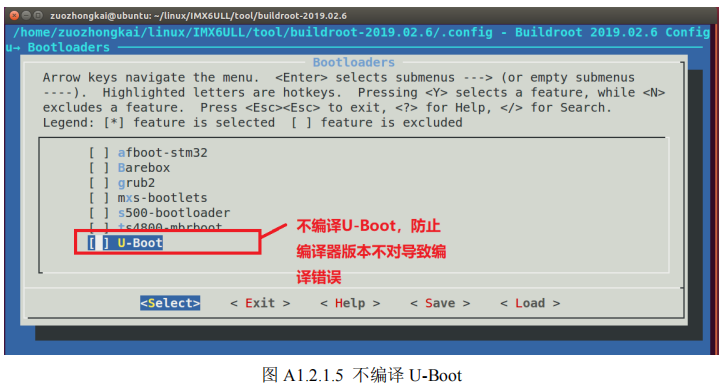 zuozhongkai@ubuntu: ~/linux/IMX6ULL/tool/buildroot-2019.02.6
/home/zuozhongkai/linux/IMX6ULL/tool/buildroot-2019.02.6/.config - Buildroot 2019.02.6 Config
u→ Bootloaders
Bootloaders
Arrow keys navigate the menu. <Enter> selects submenus ---> (or empty submenus
----). Highlighted letters are hotkeys. Pressing <Y> selects a feature, while <N>
excludes a feature. Press <Esc><Esc> to exit, <?> for Help, </> for Search.
Legend: [*] feature is selected [ ] feature is excluded
[ ] afboot-stm32
[ ] Barebox
[ ] grub2
[ ] mxs-bootlets
[ ] s500-bootloader
[ ] ts4800-mbrboot
[ ] U-Boot
不编译U-Boot，防止
编译器版本不对导致编
译错误
<Select> < Exit > < Help > < Save > < Load >
图 A1.2.1.5 不编译 U-Boot